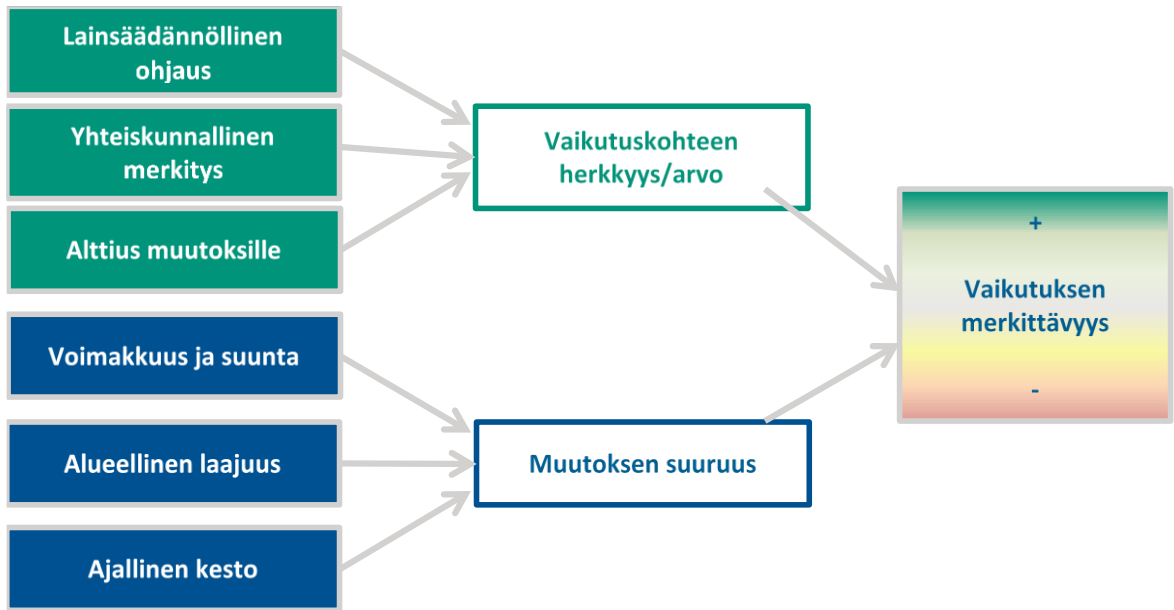 Lainsäädännöllinen
ohjaus
Yhteiskunnallinen
merkitys
Alttius muutoksille
Voimakkuus ja suunta
Alueellinen laajuus
Ajallinen kesto
Vaikutuskohteen
herkkyys/arvo
Muutoksen suuruus
+
Vaikutuksen
merkittävyys
-